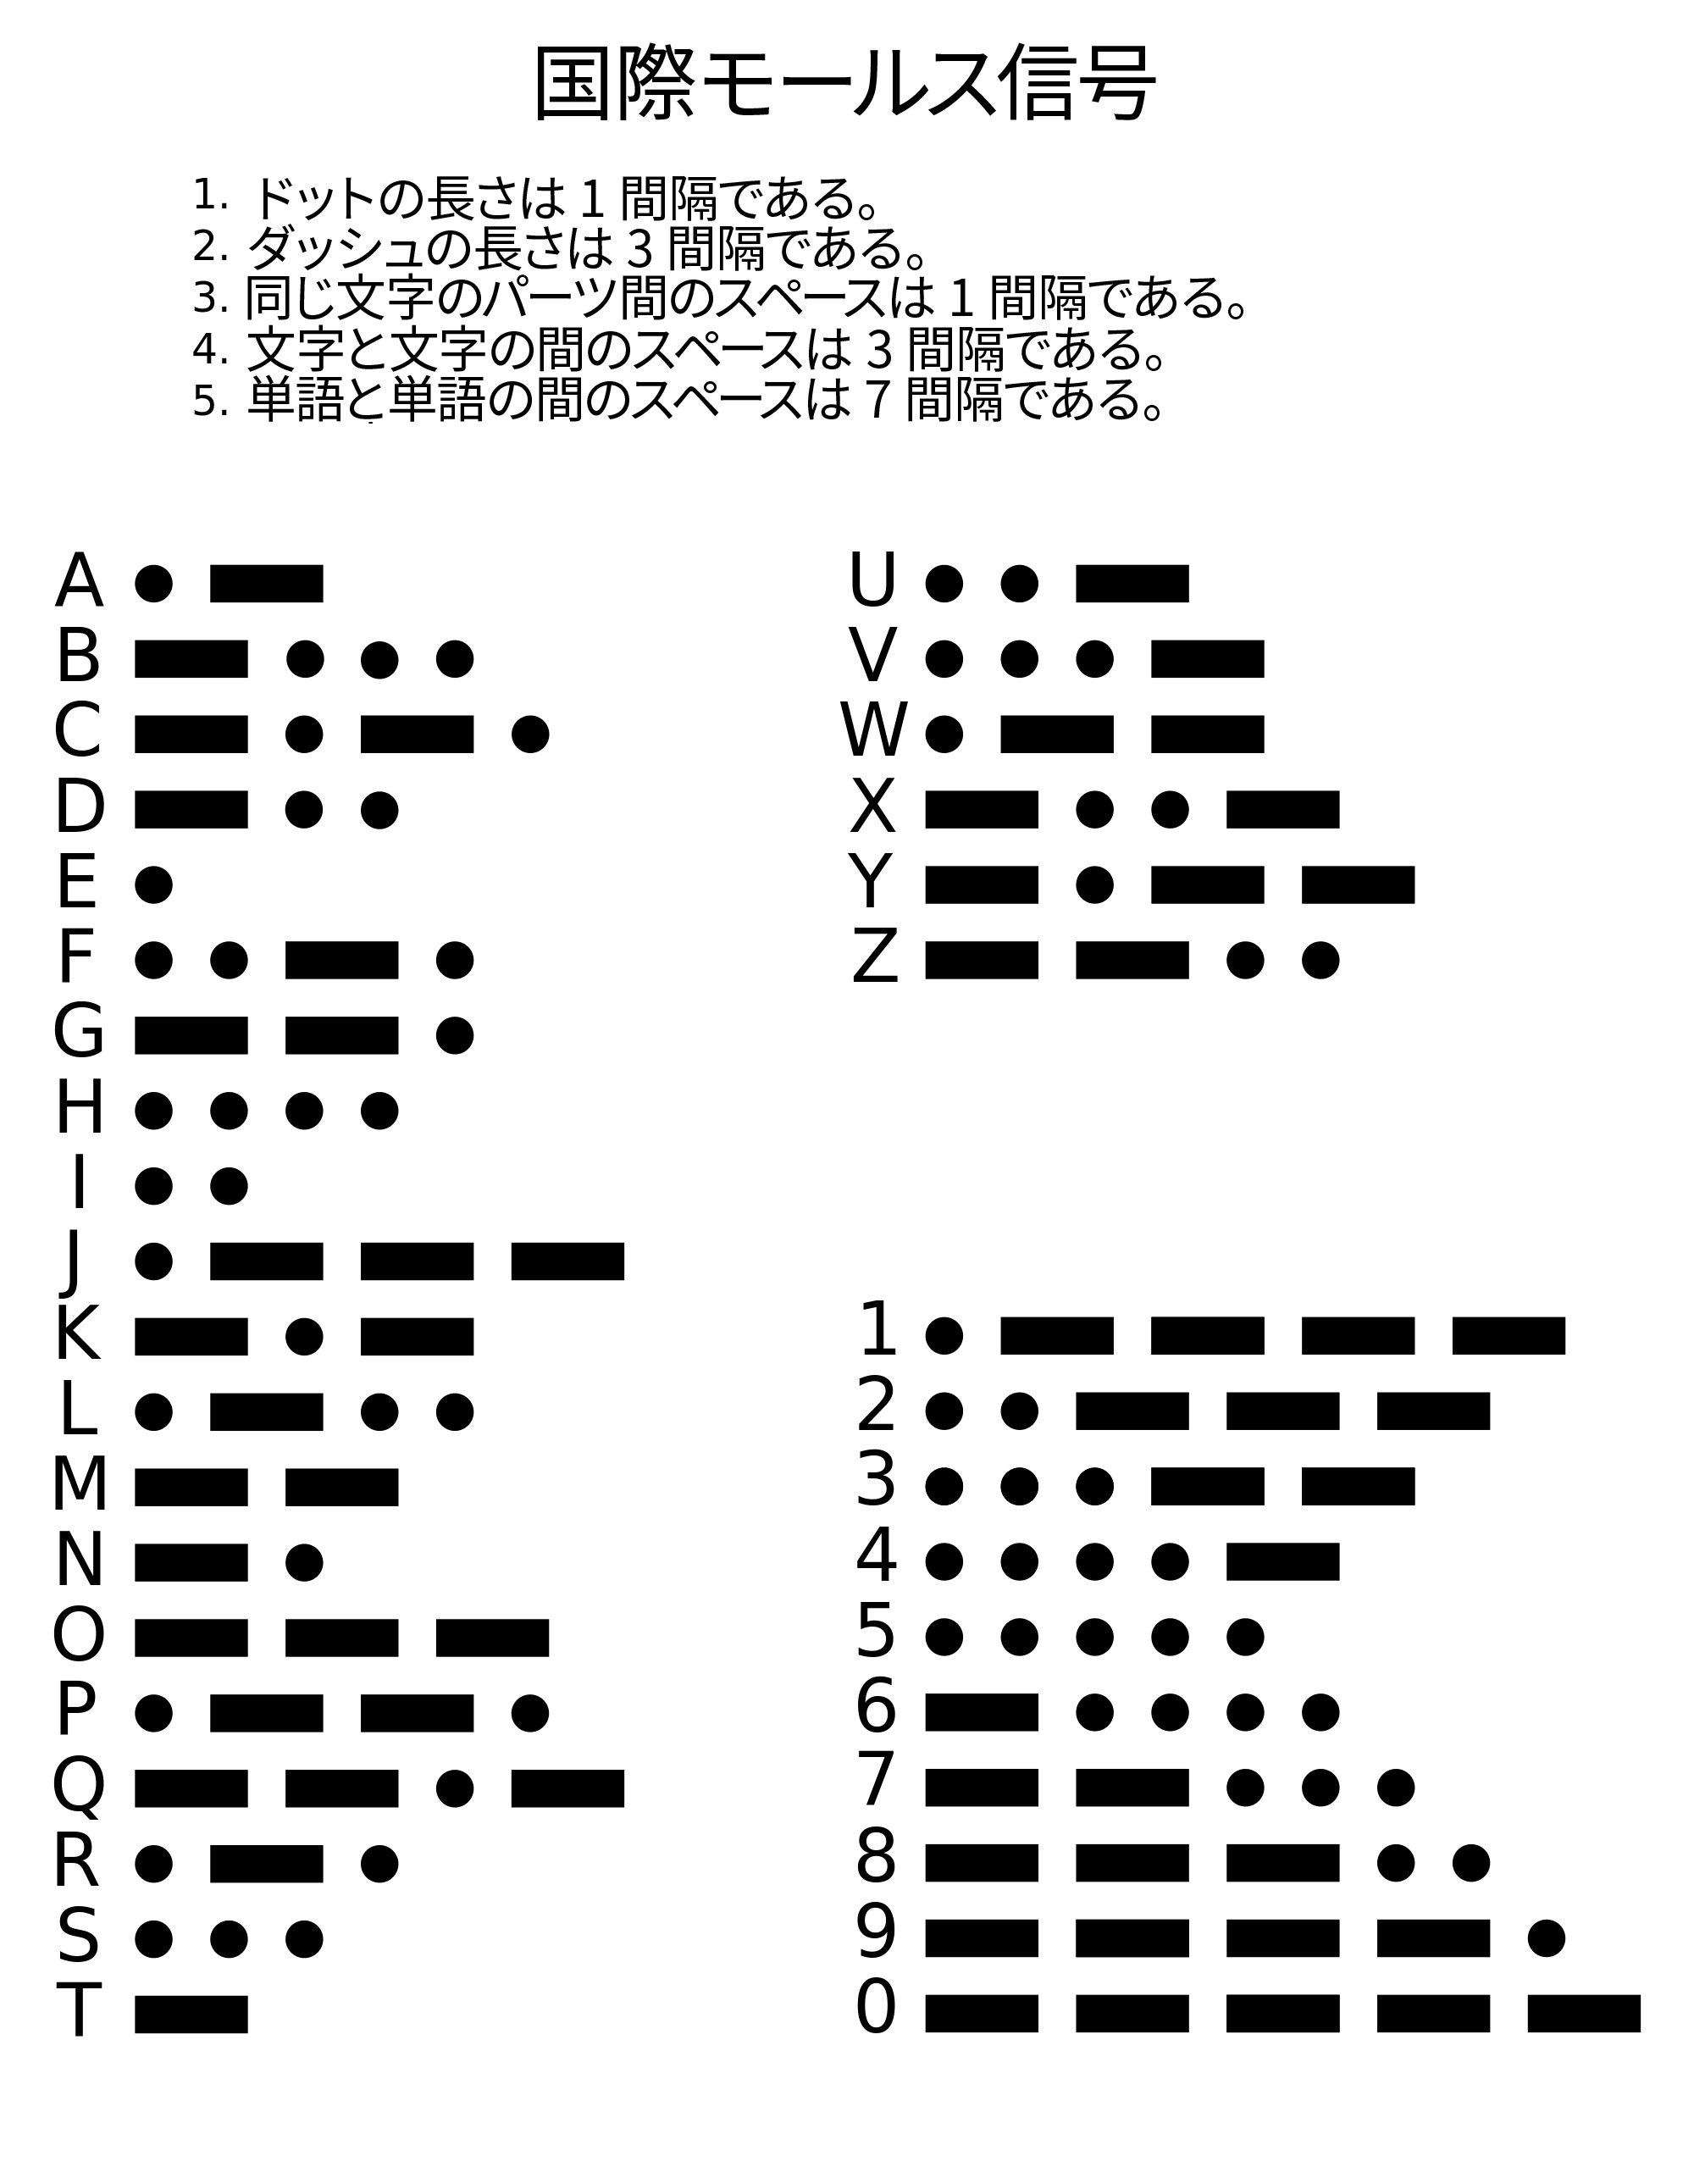 国際モールス信号
1. ドットの長さは 1 間隔である。
2. ダッシュの長さは 3 間隔である。
3. 同じ文字のパーツ間のスペースは 1 間隔である。
4. 文字と文字の間のスペースは 3 間隔である。
5. 単語と単語の間のスペースは 7 間隔である。
A
B
C
D
E
F
G
H
I
J
K
L
M
N
O
P
Q
R
S
T
U
V
W
X
Y
Z
1
2
3
4
5
6
7
8
9
0